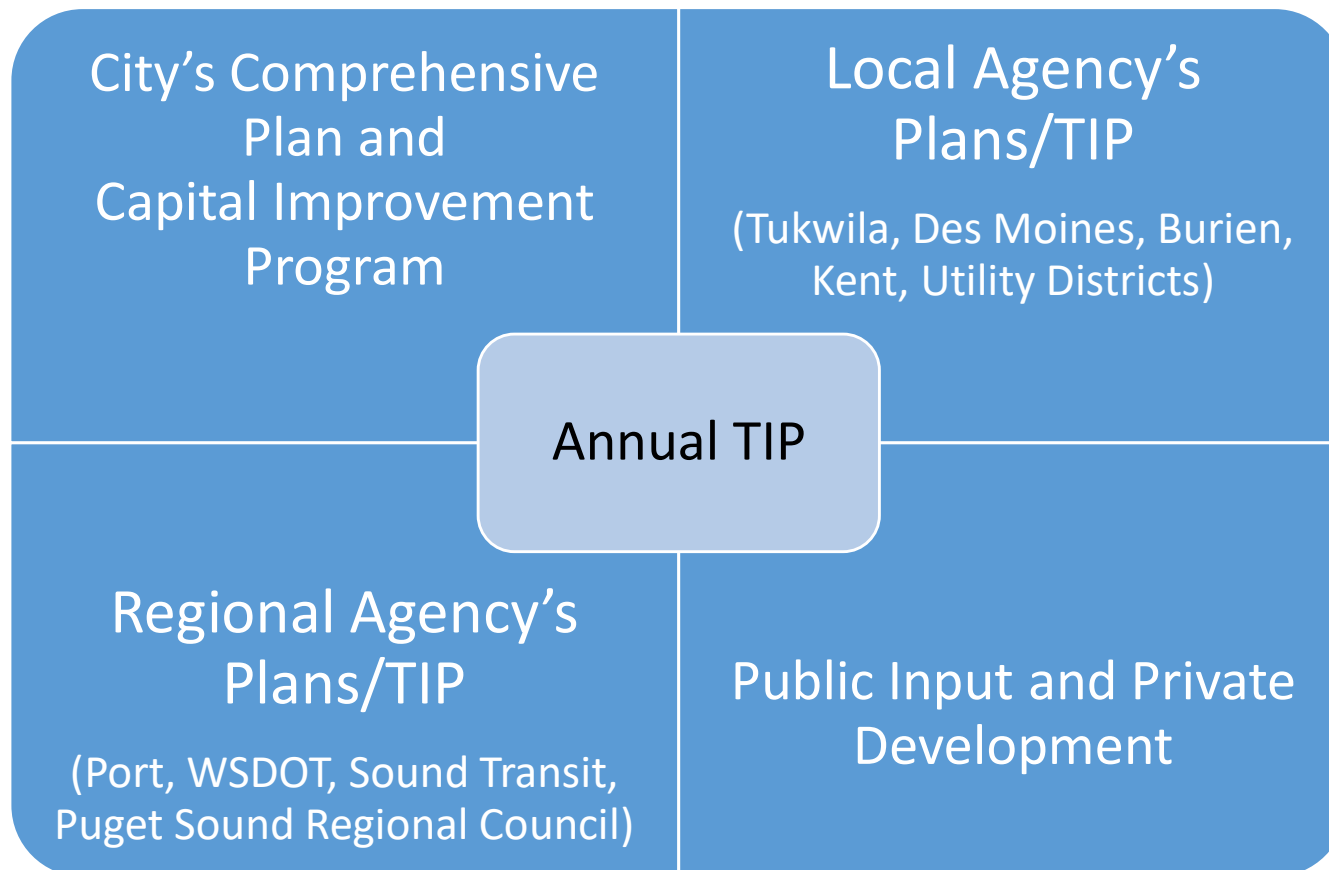 City’s Comprehensive
Plan and
Capital Improvement
Program
Local Agency’s
Plans/TIP
(Tukwila, Des Moines, Burien,
Kent, Utility Districts)
Annual TIP
Regional Agency’s
Plans/TIP
(Port, WSDOT, Sound Transit,
Puget Sound Regional Council)
Public Input and Private
Development